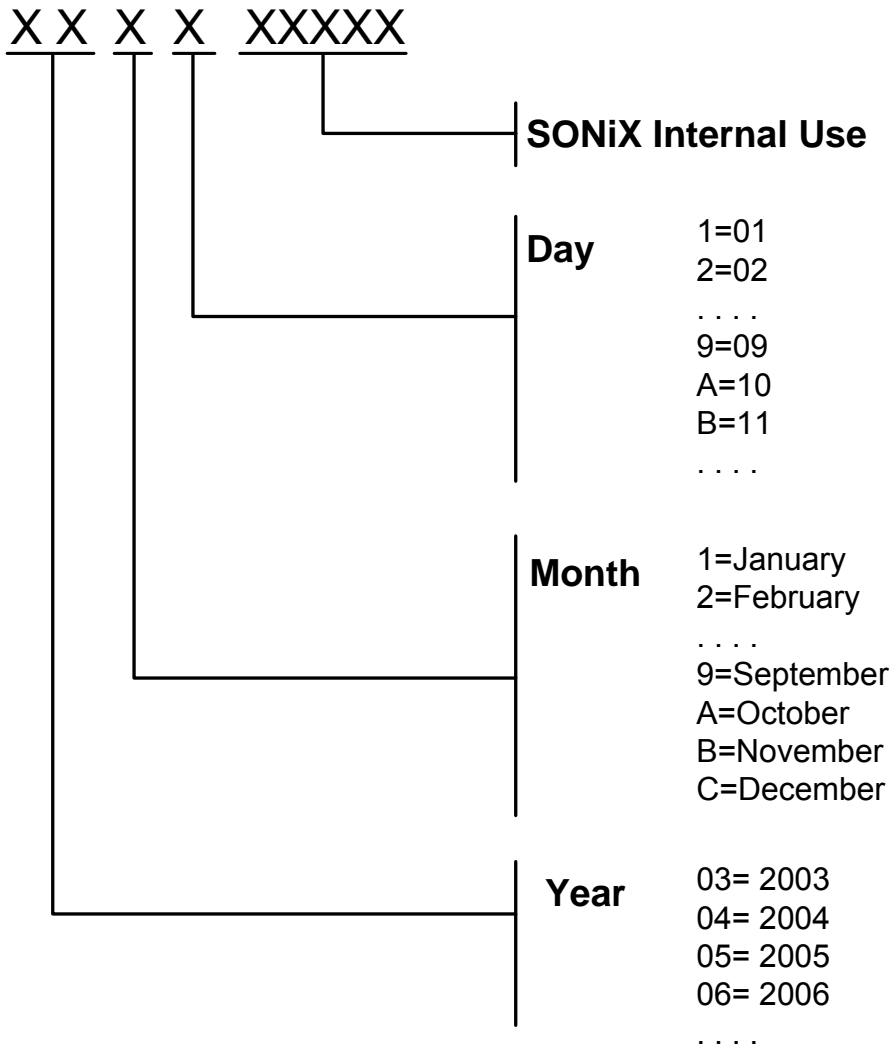 X X X X XXXXX
SONiX Internal Use
Day
1=01
2=02
. . . .
9=09
A=10
B=11
. . . .
Month
1=January
2=February
. . . .
9=September
A=October
B=November
C=December
Year
03= 2003
04= 2004
05= 2005
06= 2006
. . . .